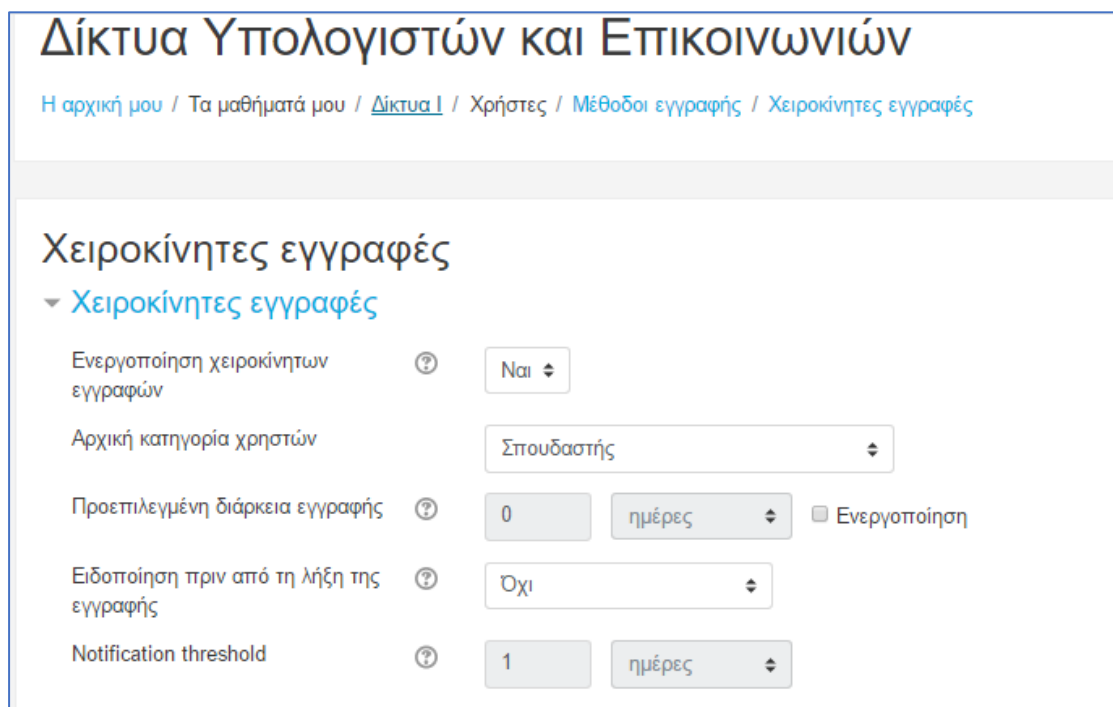 Δίκτυα Υπολογιστών και Επικοινωνιών
Η αρχική μου / Τα μαθήματά μου / Δίκτυα Ι / Χρήστες / Μέθοδοι εγγραφής / Χειροκίνητες εγγραφές
Χειροκίνητες εγγραφές
Χειροκίνητες εγγραφές
Ενεργοποίηση χειροκίνητων
εγγραφών
Ναι
Αρχική κατηγορία χρηστών
Σπουδαστής
Προεπιλεγμένη διάρκεια εγγραφής
0 ημέρες Ενεργοποίηση
Ειδοποίηση πριν από τη λήξη της
εγγραφής
Όχι
Notification threshold
1 ημέρες